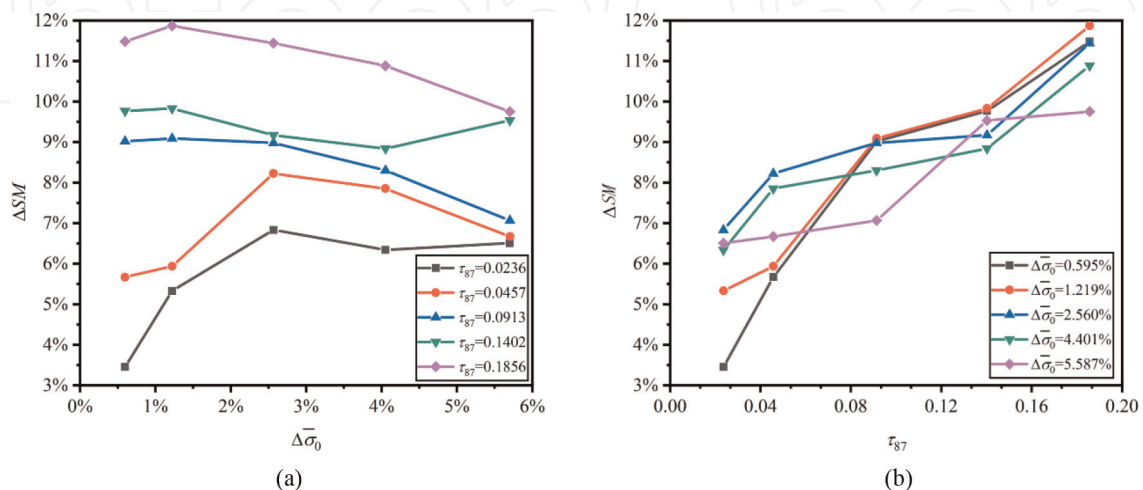 12%
11%
10%
9%
8%
7%
6%
5%
4%
3%
ΔSM
0% 1% 2% 3% 4% 5% 6%
Δσ̅₀
τ₈₇=0.0236
τ₈₇=0.0457
τ₈₇=0.0913
τ₈₇=0.1402
τ₈₇=0.1856
(a)
12%
11%
10%
9%
8%
7%
6%
5%
4%
3%
ΔSM
0.00 0.04 0.08 0.12 0.16 0.20
τ₈₇
Δσ̅₀=0.595%
Δσ̅₀=1.219%
Δσ̅₀=2.560%
Δσ̅₀=4.401%
Δσ̅₀=5.587%
(b)